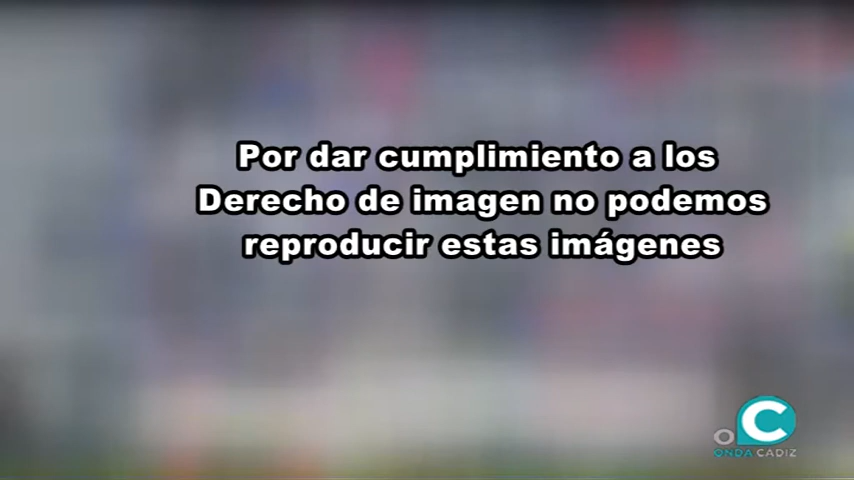 Por dar cumplimiento a los
Derecho de imagen no podemos
reproducir estas imágenes
O C
ONDA CADIZ